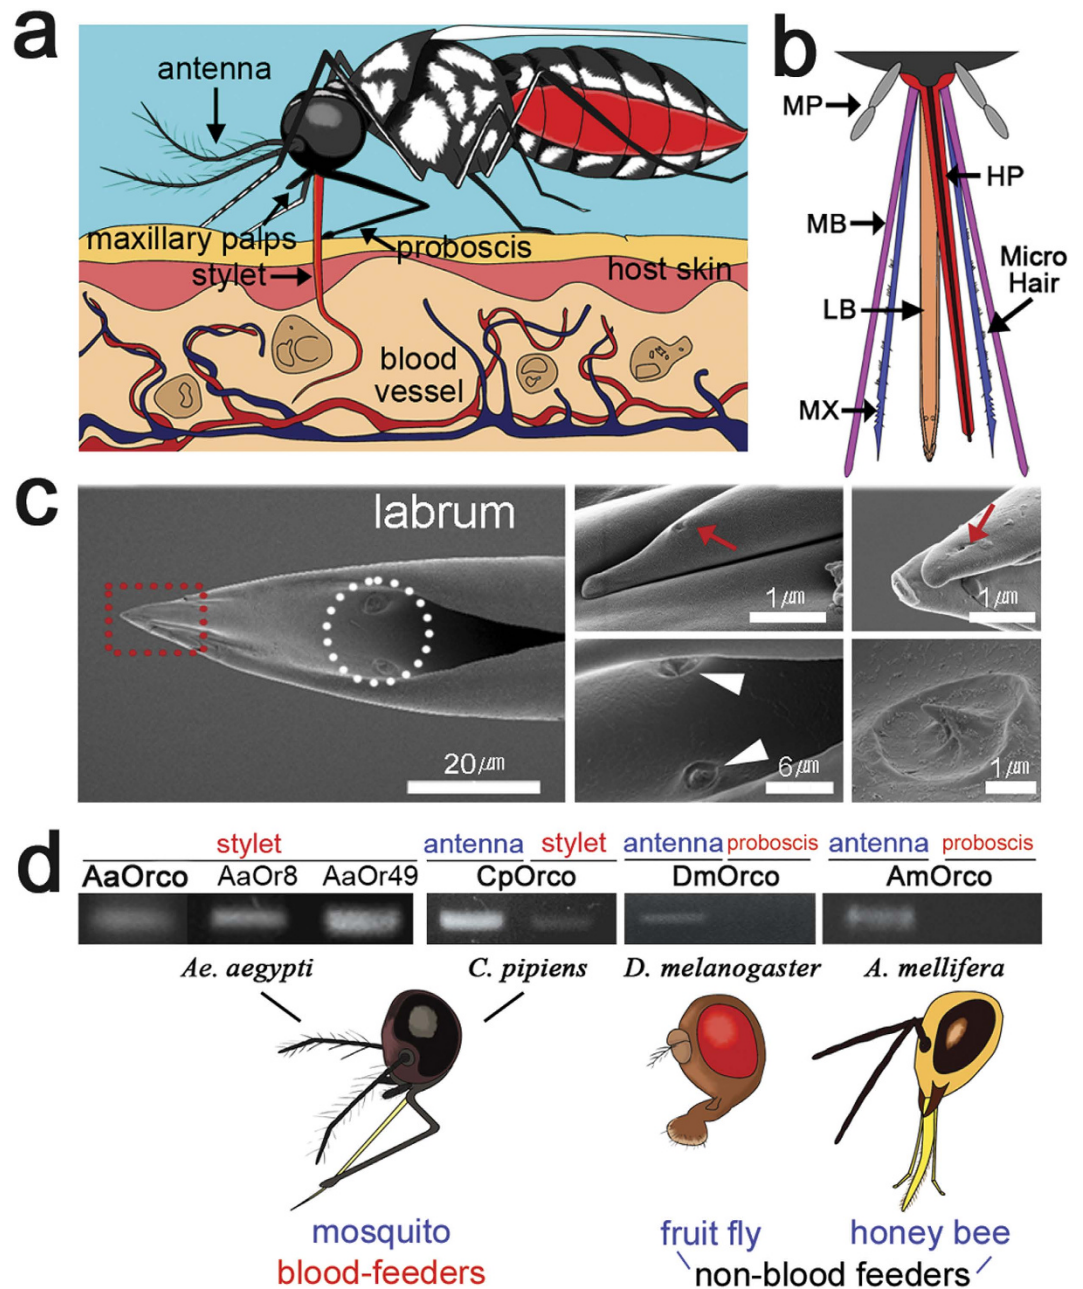 a
antenna
maxillary palps
proboscis
stylet
host skin
blood
vessel
b
MP
HP
MB
Micro
Hair
LB
MX
c
labrum
20㎛
1㎛
1㎛
6㎛
1㎛
d
stylet
antenna stylet
antenna proboscis
antenna proboscis
AaOrco AaOr8 AaOr49
CpOrco
DmOrco
AmOrco
Ae. aegypti
C. pipiens
D. melanogaster
A. mellifera
mosquito
blood-feeders
fruit fly
honey bee
non-blood feeders